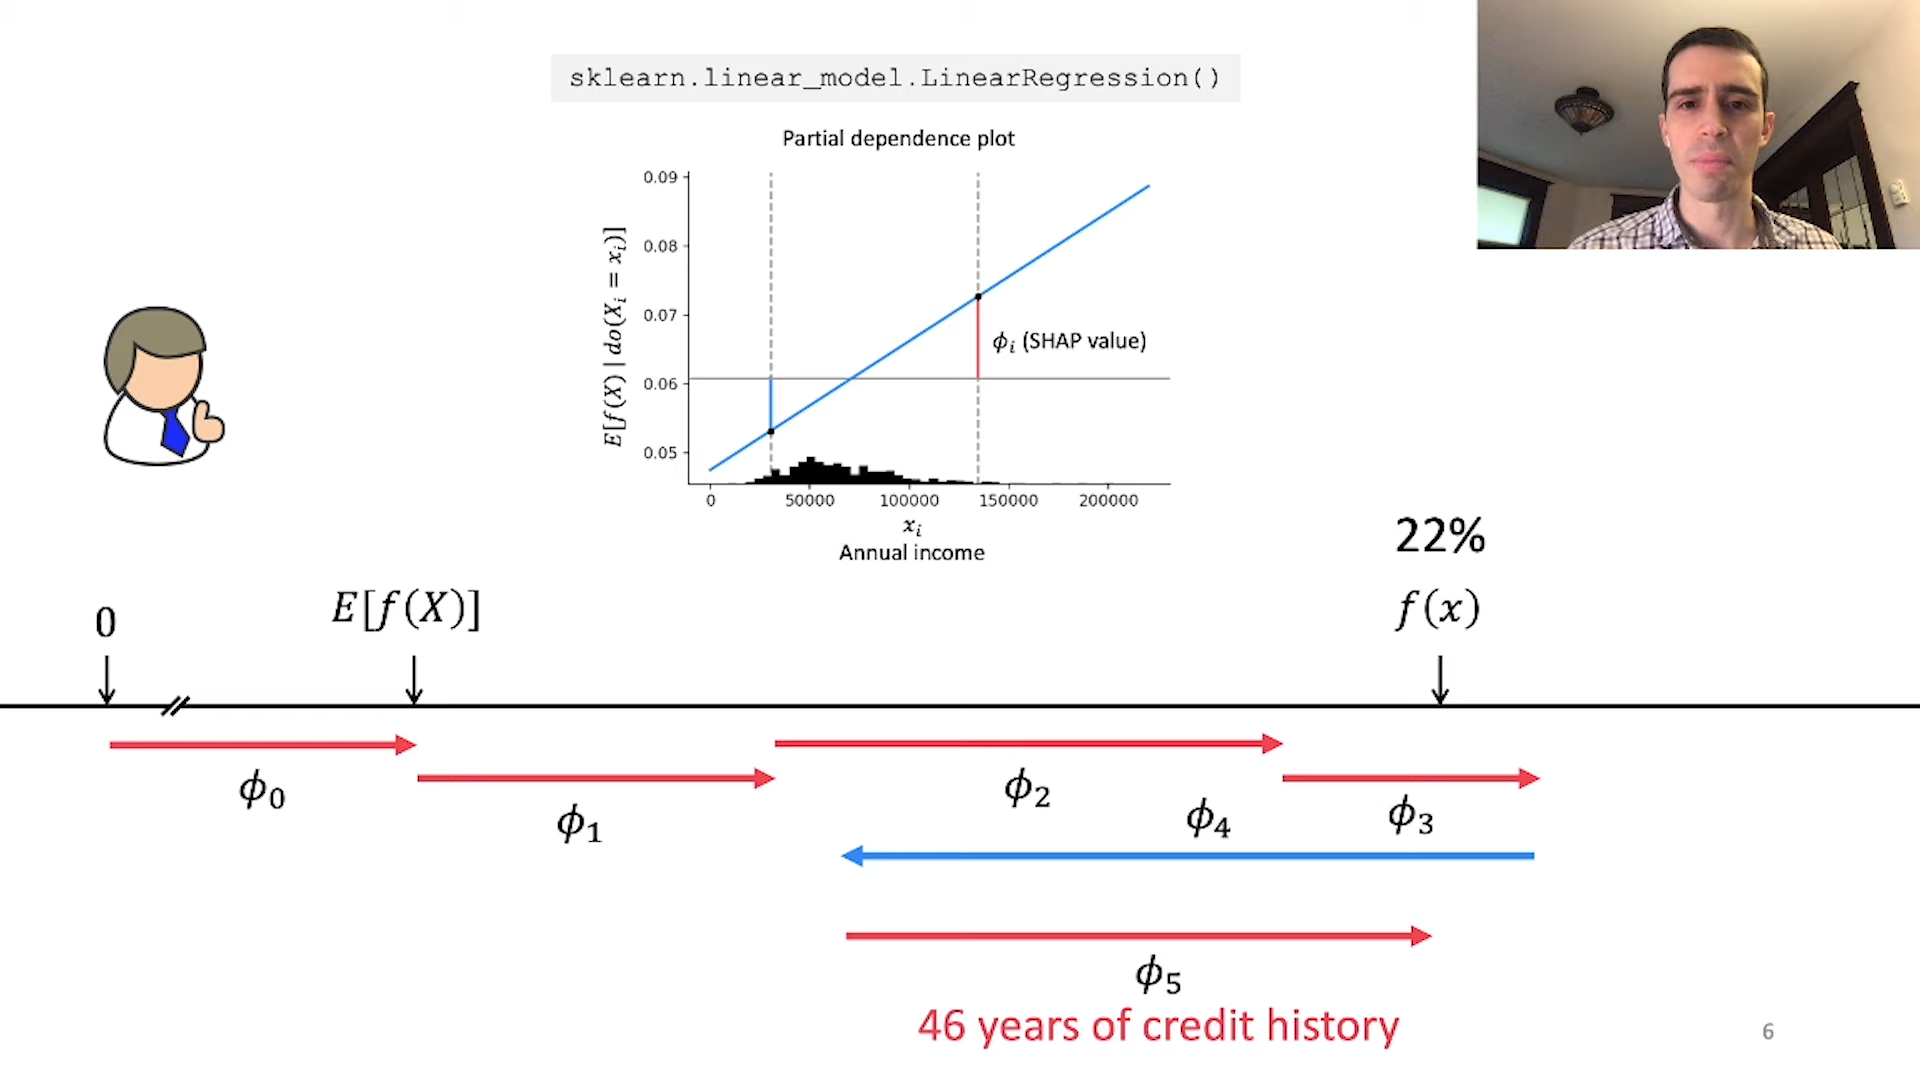 sklearn.linear_model.LinearRegression()
Partial dependence plot
0.09
0.08
0.07
0.06
0.05
E[f(X) | do(X_i = x_i)]
ϕ_i (SHAP value)
0 50000 100000 150000 200000
x_i
Annual income
22%
0 E[f(X)] f(x)
ϕ_0 ϕ_1 ϕ_2 ϕ_4 ϕ_3
ϕ_5
46 years of credit history
6